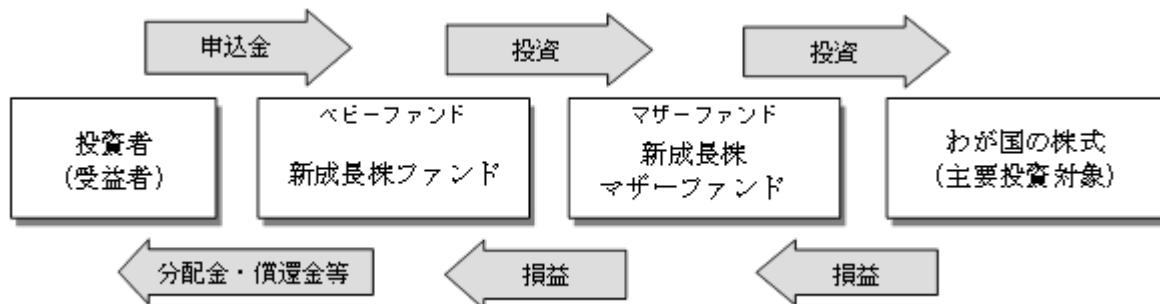 申込金
投資
投資
投資者
(受益者)
ベビーファンド
新成長株ファンド
マザーファンド
新成長株
マザーファンド
わが国の株式
(主要投資対象)
分配金・償還金等
損益
損益